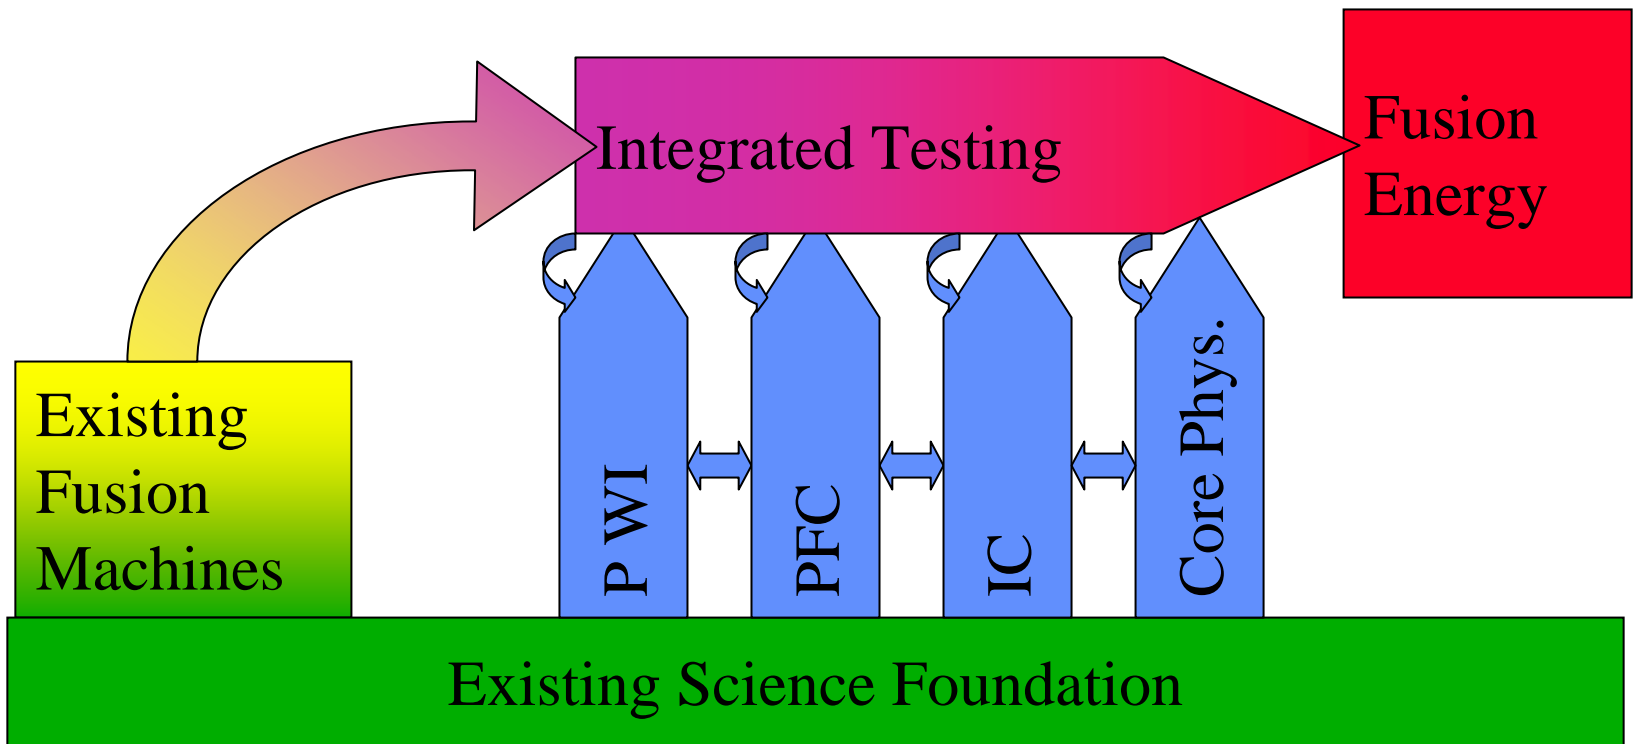 Integrated Testing
Fusion
Energy
Existing
Fusion
Machines
P WI
PFC
IC
Core Phys.
Existing Science Foundation